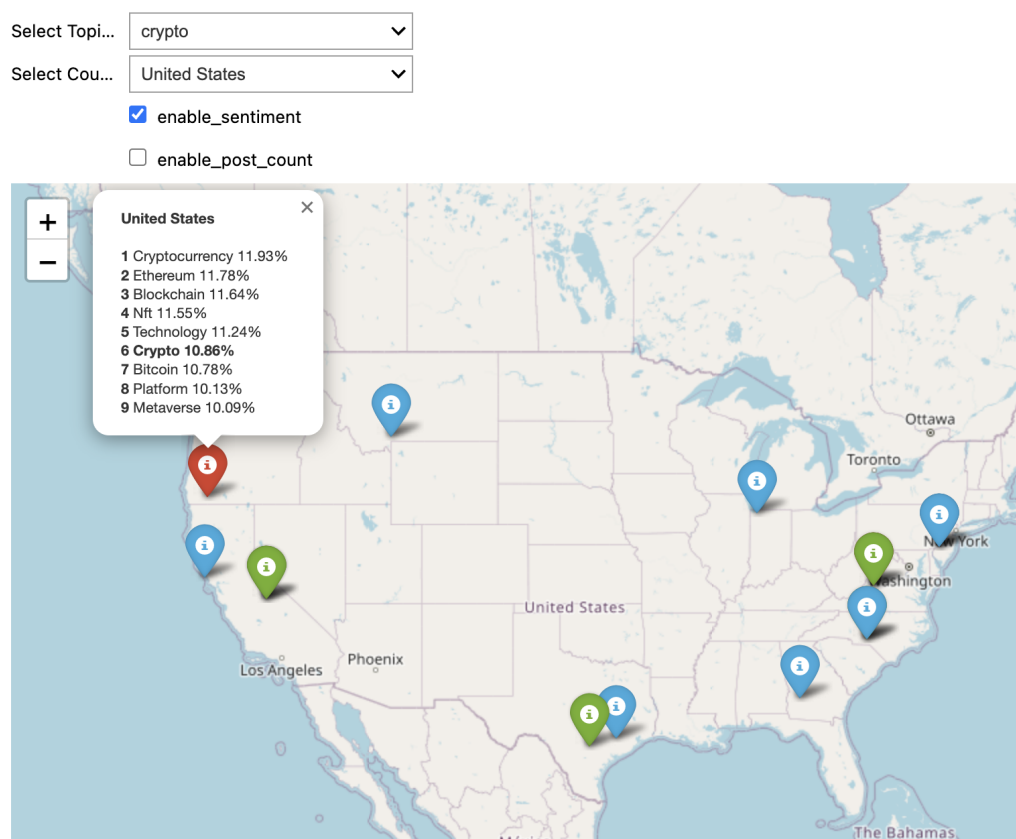 Select Topi...
crypto
Select Cou...
United States
enable_sentiment
enable_post_count
+
−
United States
×
1 Cryptocurrency 11.93%
2 Ethereum 11.78%
3 Blockchain 11.64%
4 Nft 11.55%
5 Technology 11.24%
6 Crypto 10.86%
7 Bitcoin 10.78%
8 Platform 10.13%
9 Metaverse 10.09%
Ottawa
Toronto
New York
Washington
United States
Phoenix
Los Angeles
The Bahamas